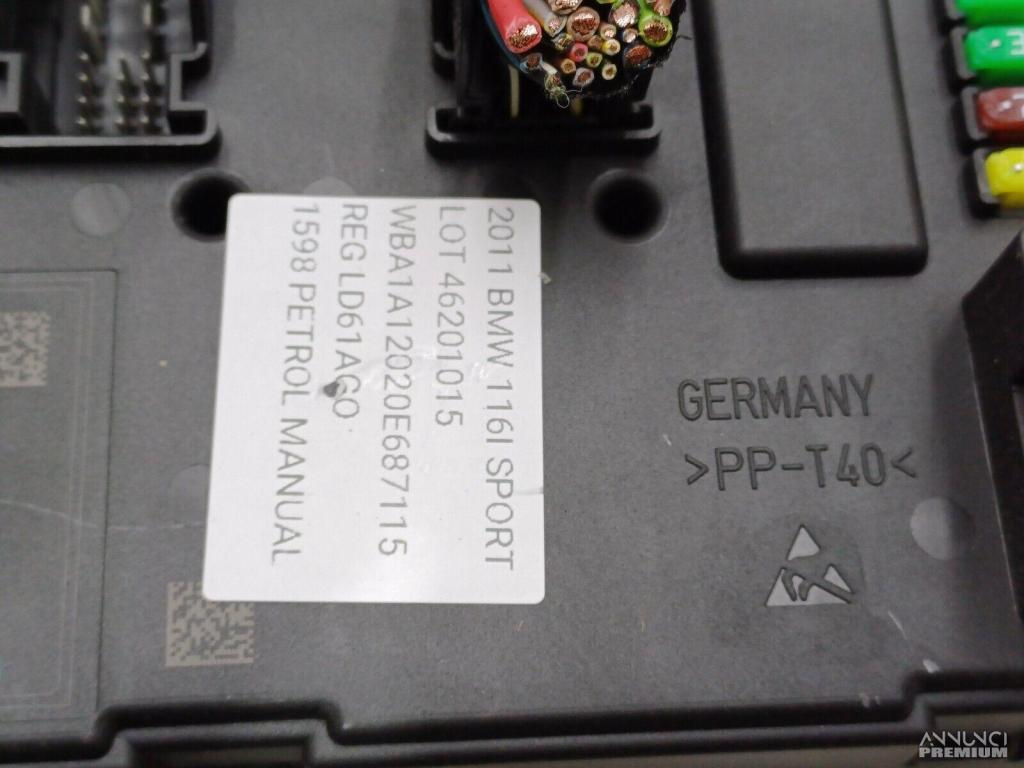 2011 BMW 116I SPORT
LOT 46201015
WBA1A12020E687115
REG LD61AGO
1598 PETROL MANUAL
GERMANY
>PP-T40<
ANNUNCI
PREMIUM